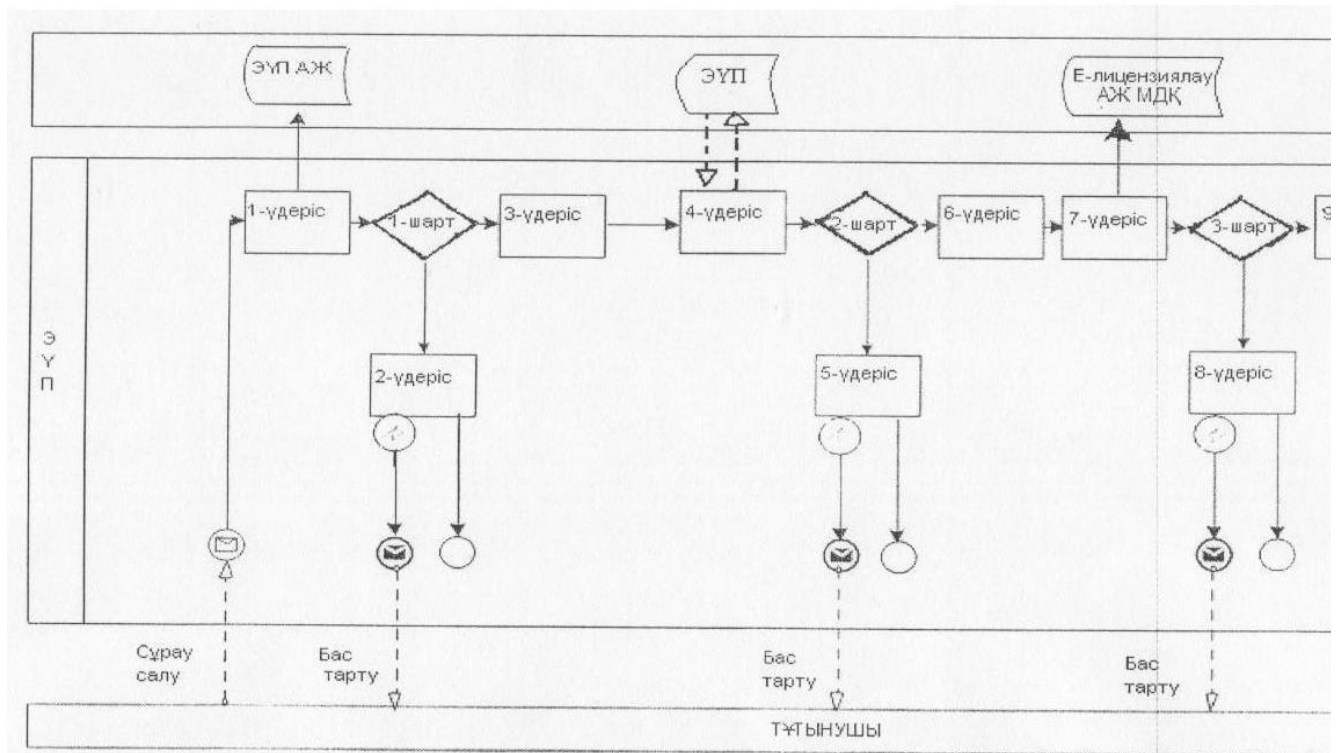 ЭҮП АЖ
ЭҮП
Е-лицензиялау
АЖ МДҚ
1-үдеріс
1-шарт
3-үдеріс
4-үдеріс
2-шарт
6-үдеріс
7-үдеріс
3-шарт
9
Э
Ү
П
2-үдеріс
5-үдеріс
8-үдеріс
Сұрау
салу
Бас
тарту
Бас
тарту
Бас
тарту
ТҰТЫНУШЫ